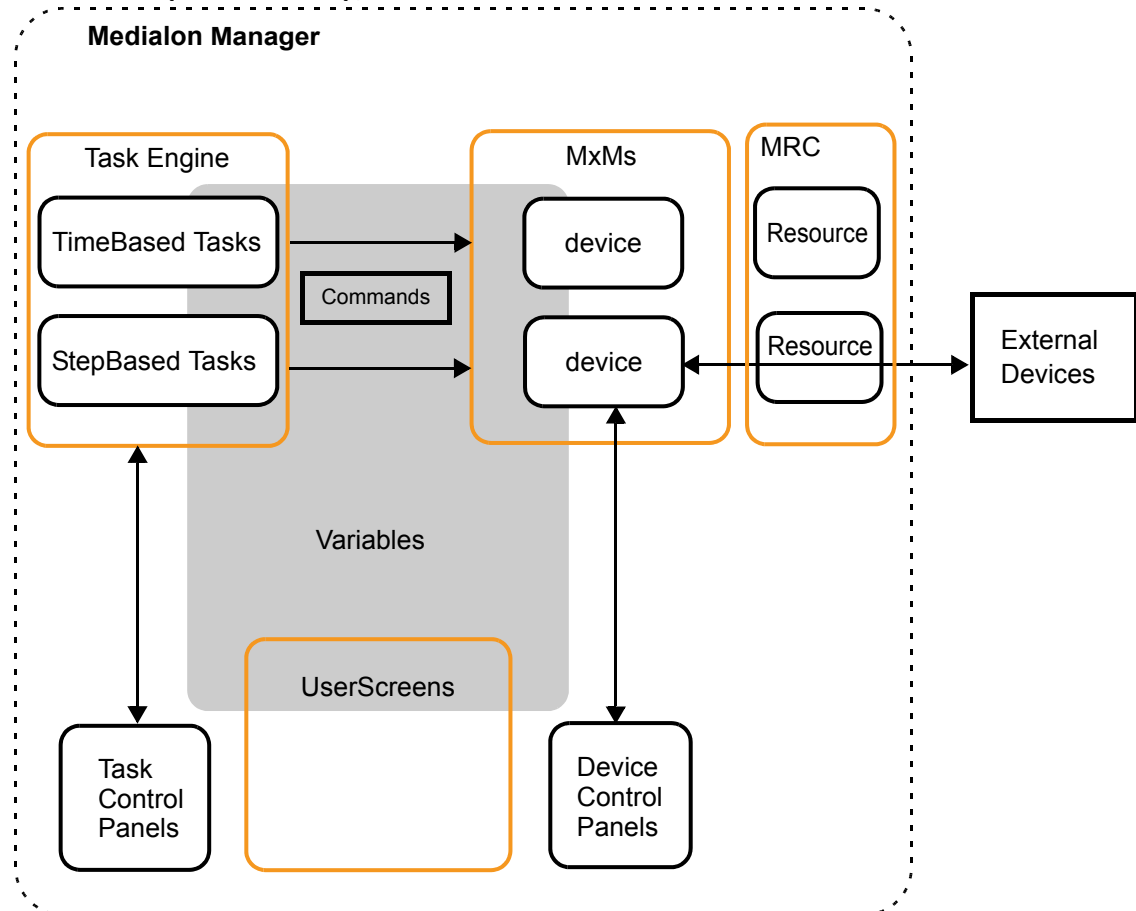 Medialon Manager
Task Engine
MxMs
MRC
TimeBased Tasks
device
Resource
Commands
StepBased Tasks
device
Resource
External
Devices
Variables
UserScreens
Task
Control
Panels
Device
Control
Panels